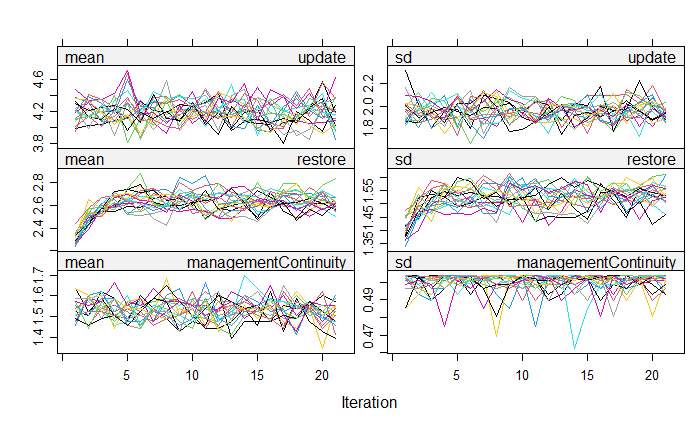 mean update
sd update
3.8 4.2 4.6
1.8 2.0 2.2
mean restore
sd restore
2.4 2.6 2.8
1.35 1.45 1.55
mean managementContinuity
sd managementContinuity
1.4 1.5 1.6 1.7
0.47 0.49
5 10 15 20
5 10 15 20
Iteration